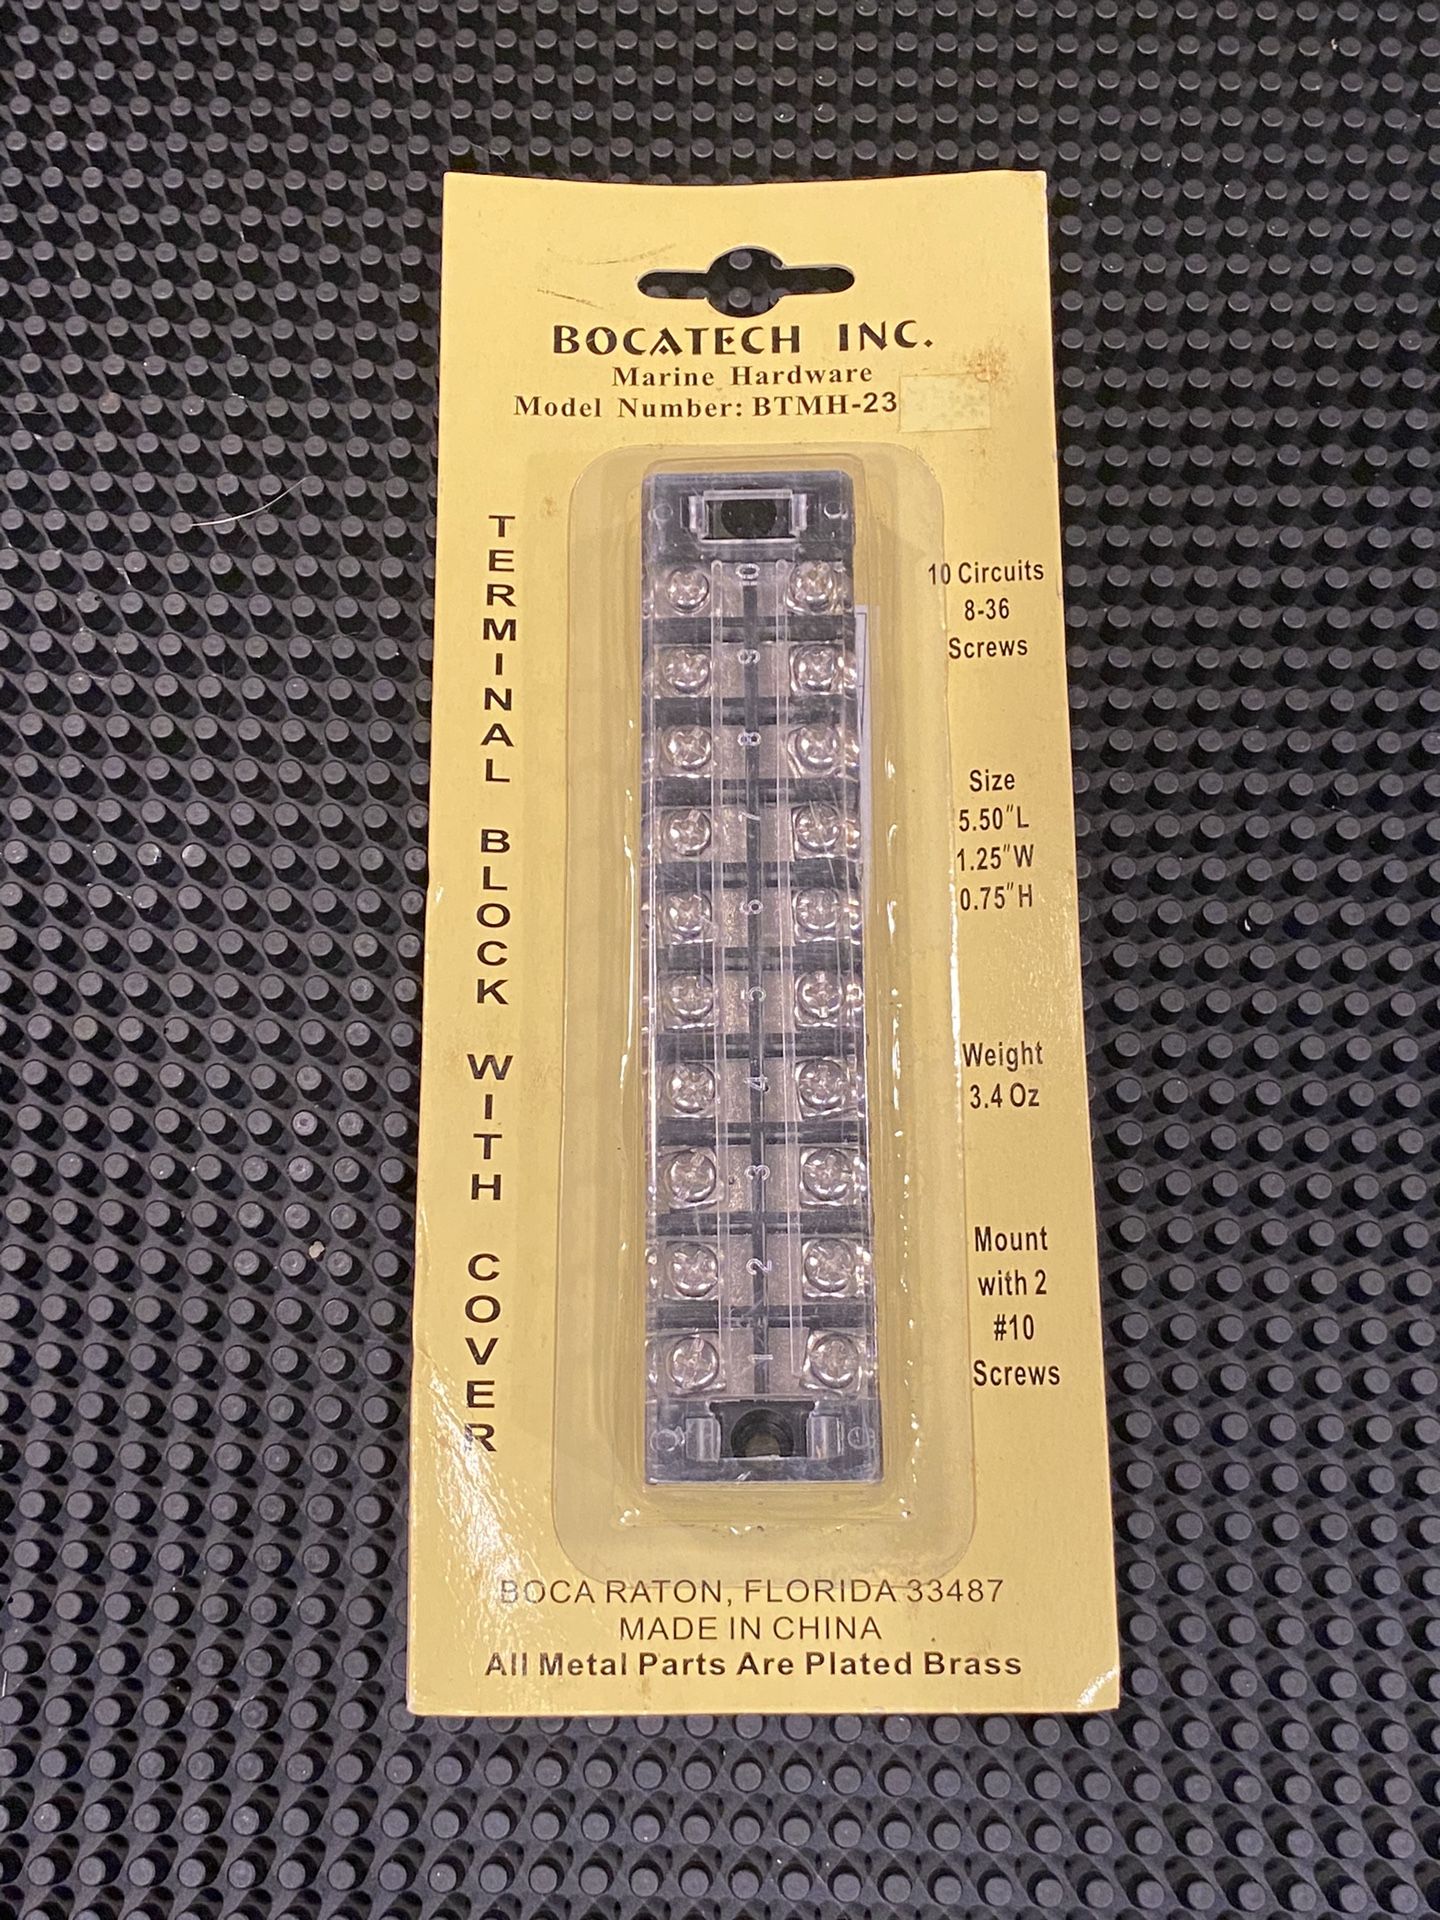 BOCATECH INC.
Marine Hardware
Model Number: BTMH-23
TERMINAL BLOCK WITH COVER
10 Circuits
8-36
Screws
Size
5.50"L
1.25"W
0.75"H
Weight
3.4 Oz
Mount
with 2
#10
Screws
10
9
8
7
6
5
4
3
2
1
BOCA RATON, FLORIDA 33487
MADE IN CHINA
All Metal Parts Are Plated Brass